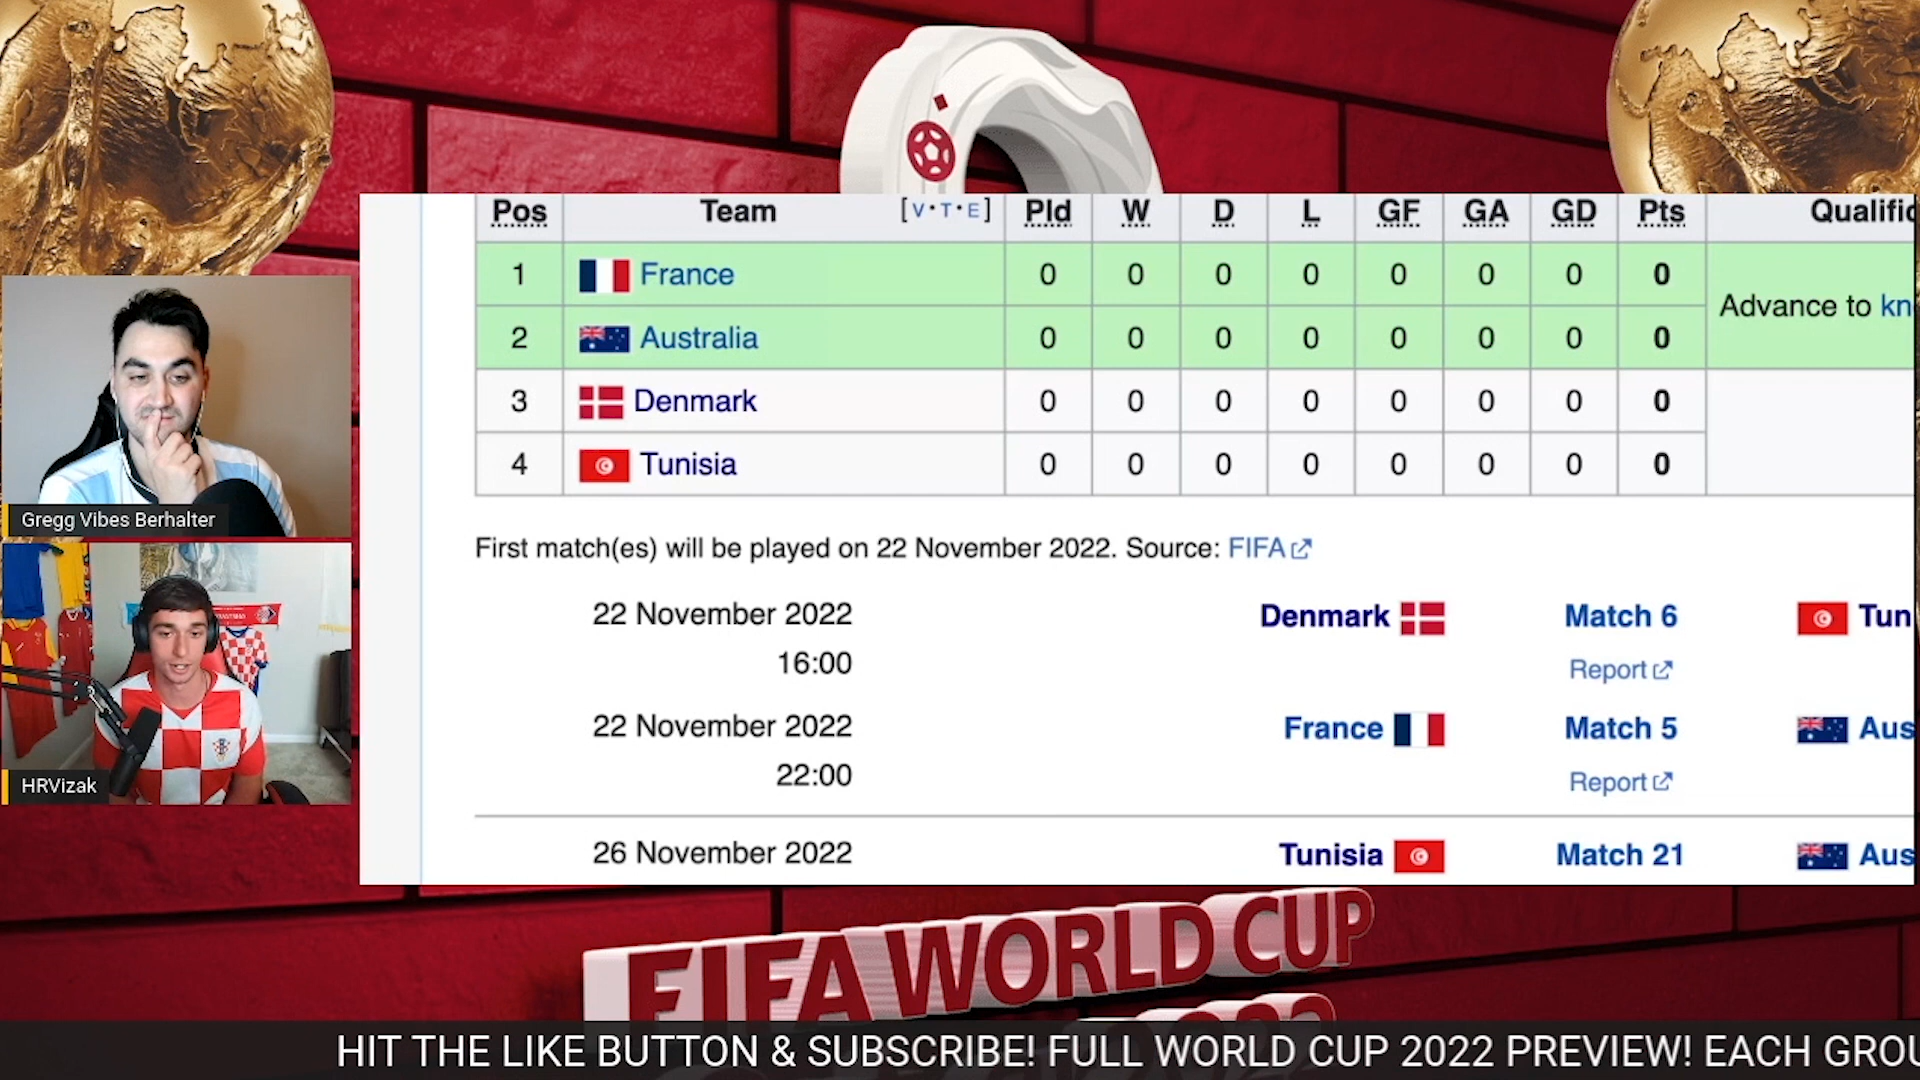 Pos Team [V·T·E] Pld W D L GF GA GD Pts Qualific
1 France 0 0 0 0 0 0 0 0
Advance to kn
2 Australia 0 0 0 0 0 0 0 0
3 Denmark 0 0 0 0 0 0 0 0
4 Tunisia 0 0 0 0 0 0 0 0
Gregg Vibes Berhalter
First match(es) will be played on 22 November 2022. Source: FIFA
22 November 2022 Denmark Match 6 Tun
16:00 Report
22 November 2022 France Match 5 Aus
22:00 Report
HRVizak
26 November 2022 Tunisia Match 21 Aus
FIFA WORLD CUP
2022
HIT THE LIKE BUTTON & SUBSCRIBE! FULL WORLD CUP 2022 PREVIEW! EACH GROU